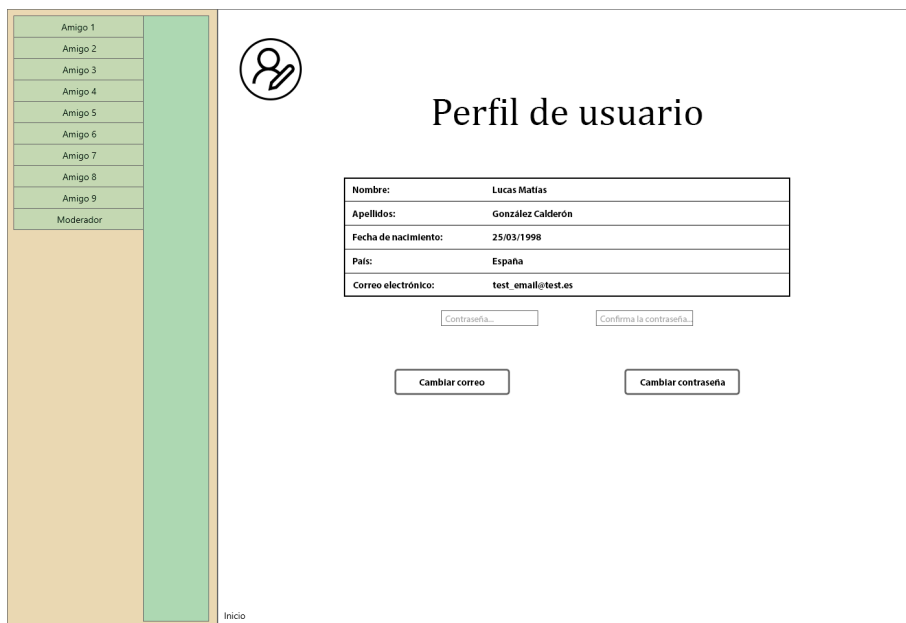 Amigo 1
Amigo 2
Amigo 3
Amigo 4
Amigo 5
Amigo 6
Amigo 7
Amigo 8
Amigo 9
Moderador
Perfil de usuario
Nombre: Lucas Matías
Apellidos: González Calderón
Fecha de nacimiento: 25/03/1998
País: España
Correo electrónico: test_email@test.es
Contraseña... Confirma la contraseña...
Cambiar correo Cambiar contraseña
Inicio